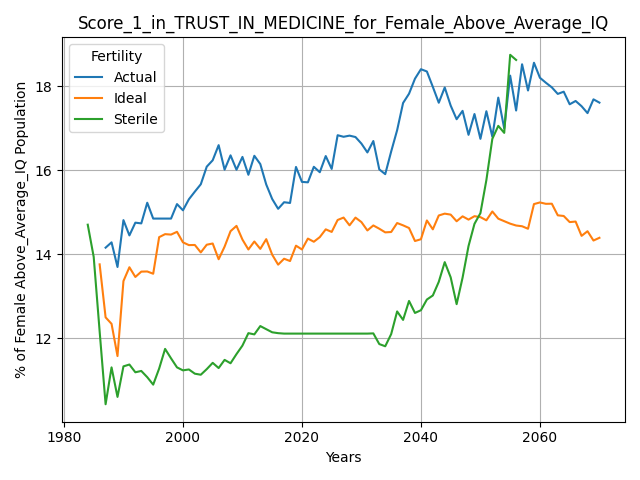 Score_1_in_TRUST_IN_MEDICINE_for_Female_Above_Average_IQ
Fertility
Actual
Ideal
Sterile
% of Female Above_Average_IQ Population
18
16
14
12
1980
2000
2020
2040
2060
Years